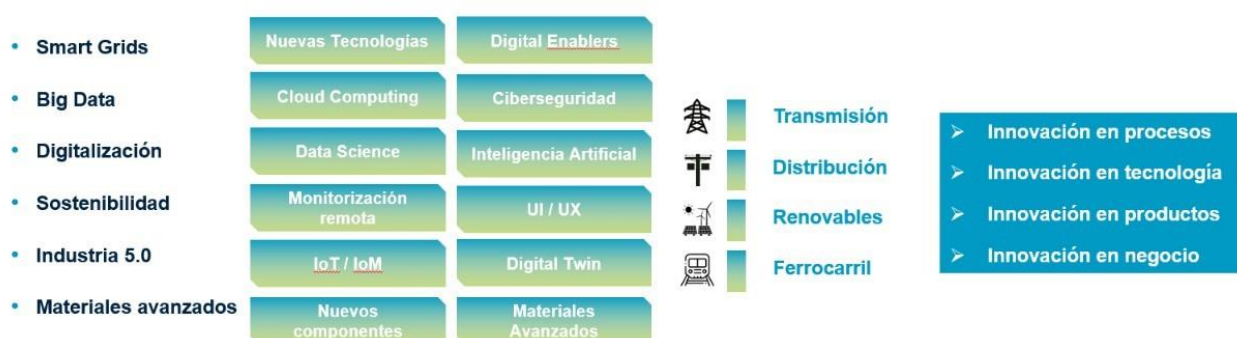 Smart Grids
Big Data
Digitalización
Sostenibilidad
Industria 5.0
Materiales avanzados
Nuevas Tecnologías
Digital Enablers
Cloud Computing
Ciberseguridad
Data Science
Inteligencia Artificial
Monitorización
remota
UI / UX
IoT / IoM
Digital Twin
Nuevos
componentes
Materiales
Avanzados
Transmisión
Distribución
Renovables
Ferrocarril
Innovación en procesos
Innovación en tecnología
Innovación en productos
Innovación en negocio